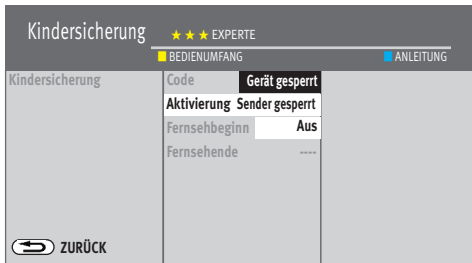 Kindersicherung
★ ★ ★ EXPERTE
BEDIENUMFANG
ANLEITUNG
Kindersicherung
Code Gerät gesperrt
Aktivierung Sender gesperrt
Fernsehbeginn Aus
Fernsehende ----
ZURÜCK